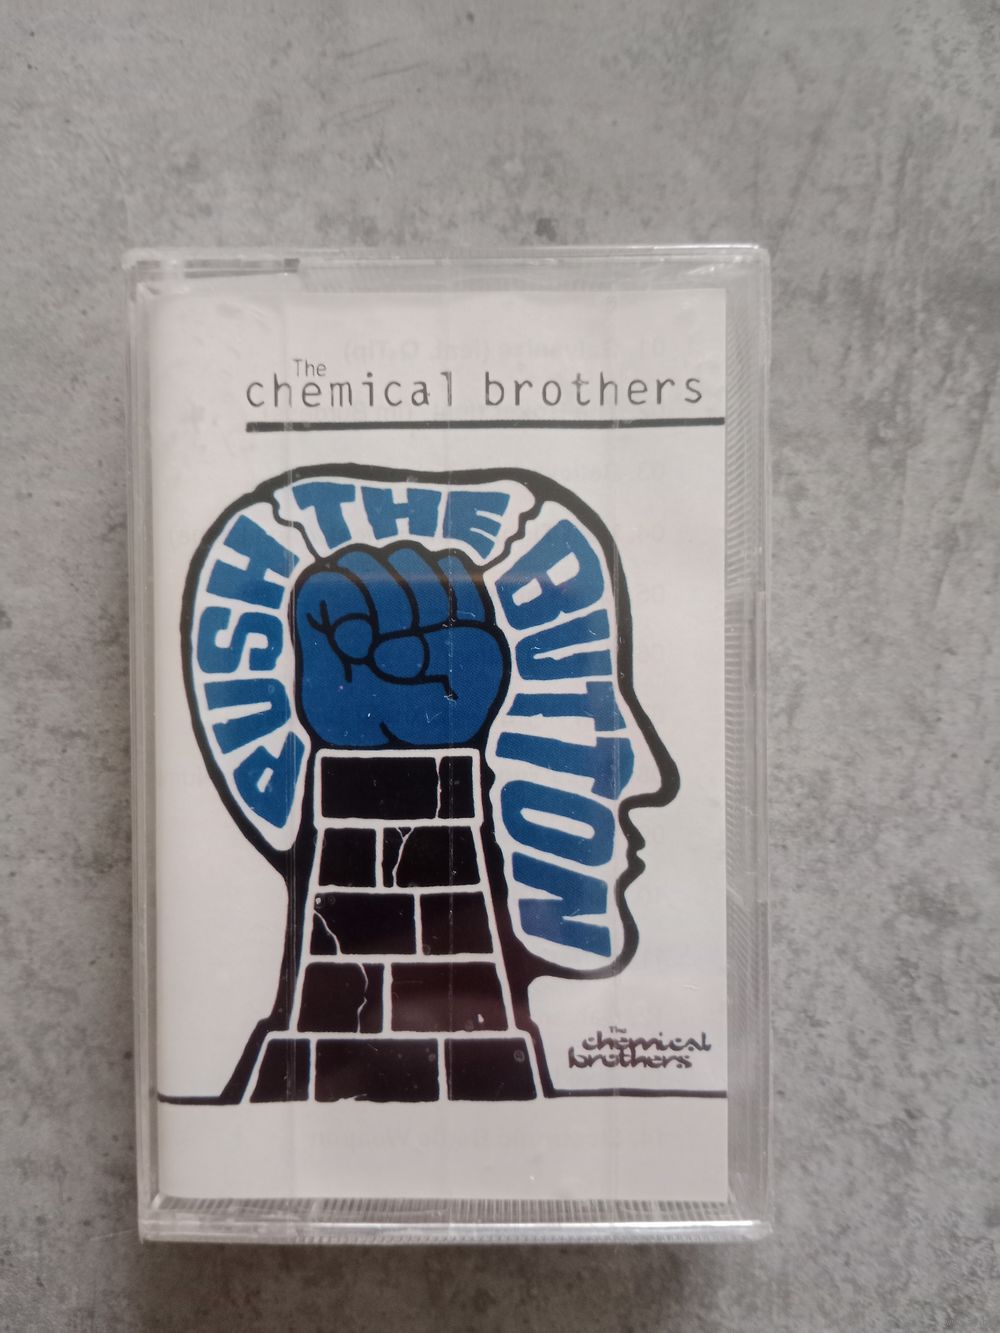 The
chemical brothers
PUSH
THE
BUTTON
The
chemical
brothers